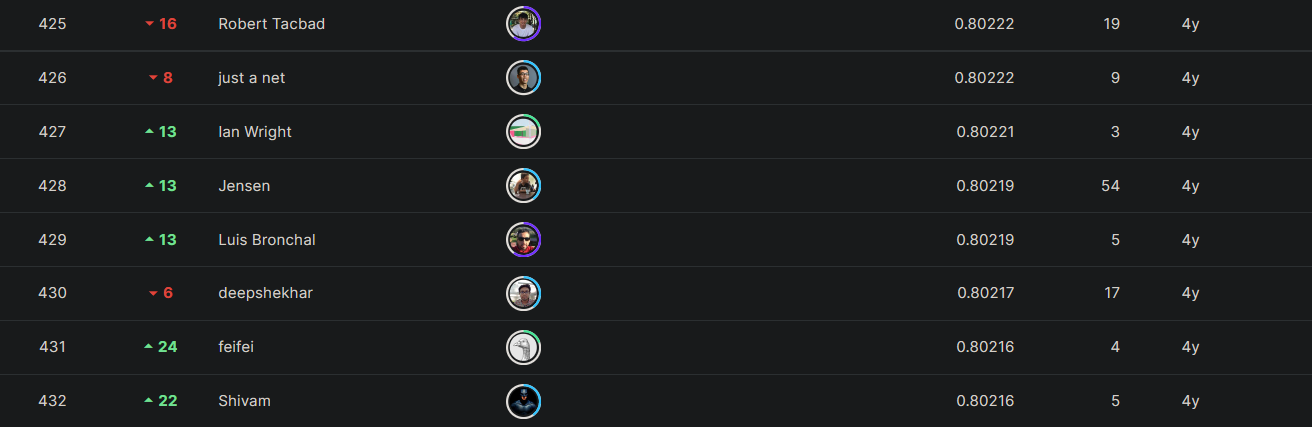 425 16 Robert Tacbad 0.80222 19 4y
426 8 just a net 0.80222 9 4y
427 13 Ian Wright 0.80221 3 4y
428 13 Jensen 0.80219 54 4y
429 13 Luis Bronchal 0.80219 5 4y
430 6 deepshekhar 0.80217 17 4y
431 24 feifei 0.80216 4 4y
432 22 Shivam 0.80216 5 4y